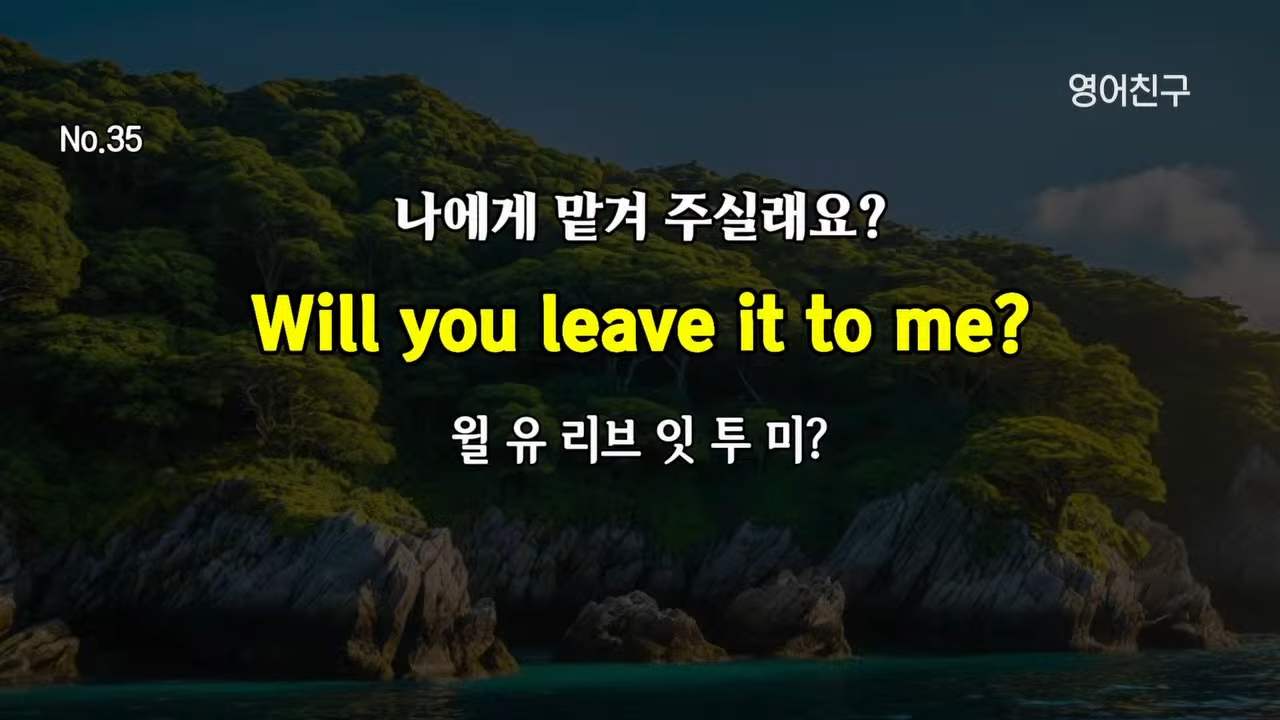 영어친구
No.35
나에게 맡겨 주실래요?
Will you leave it to me?
윌 유 리브 잇 투 미?